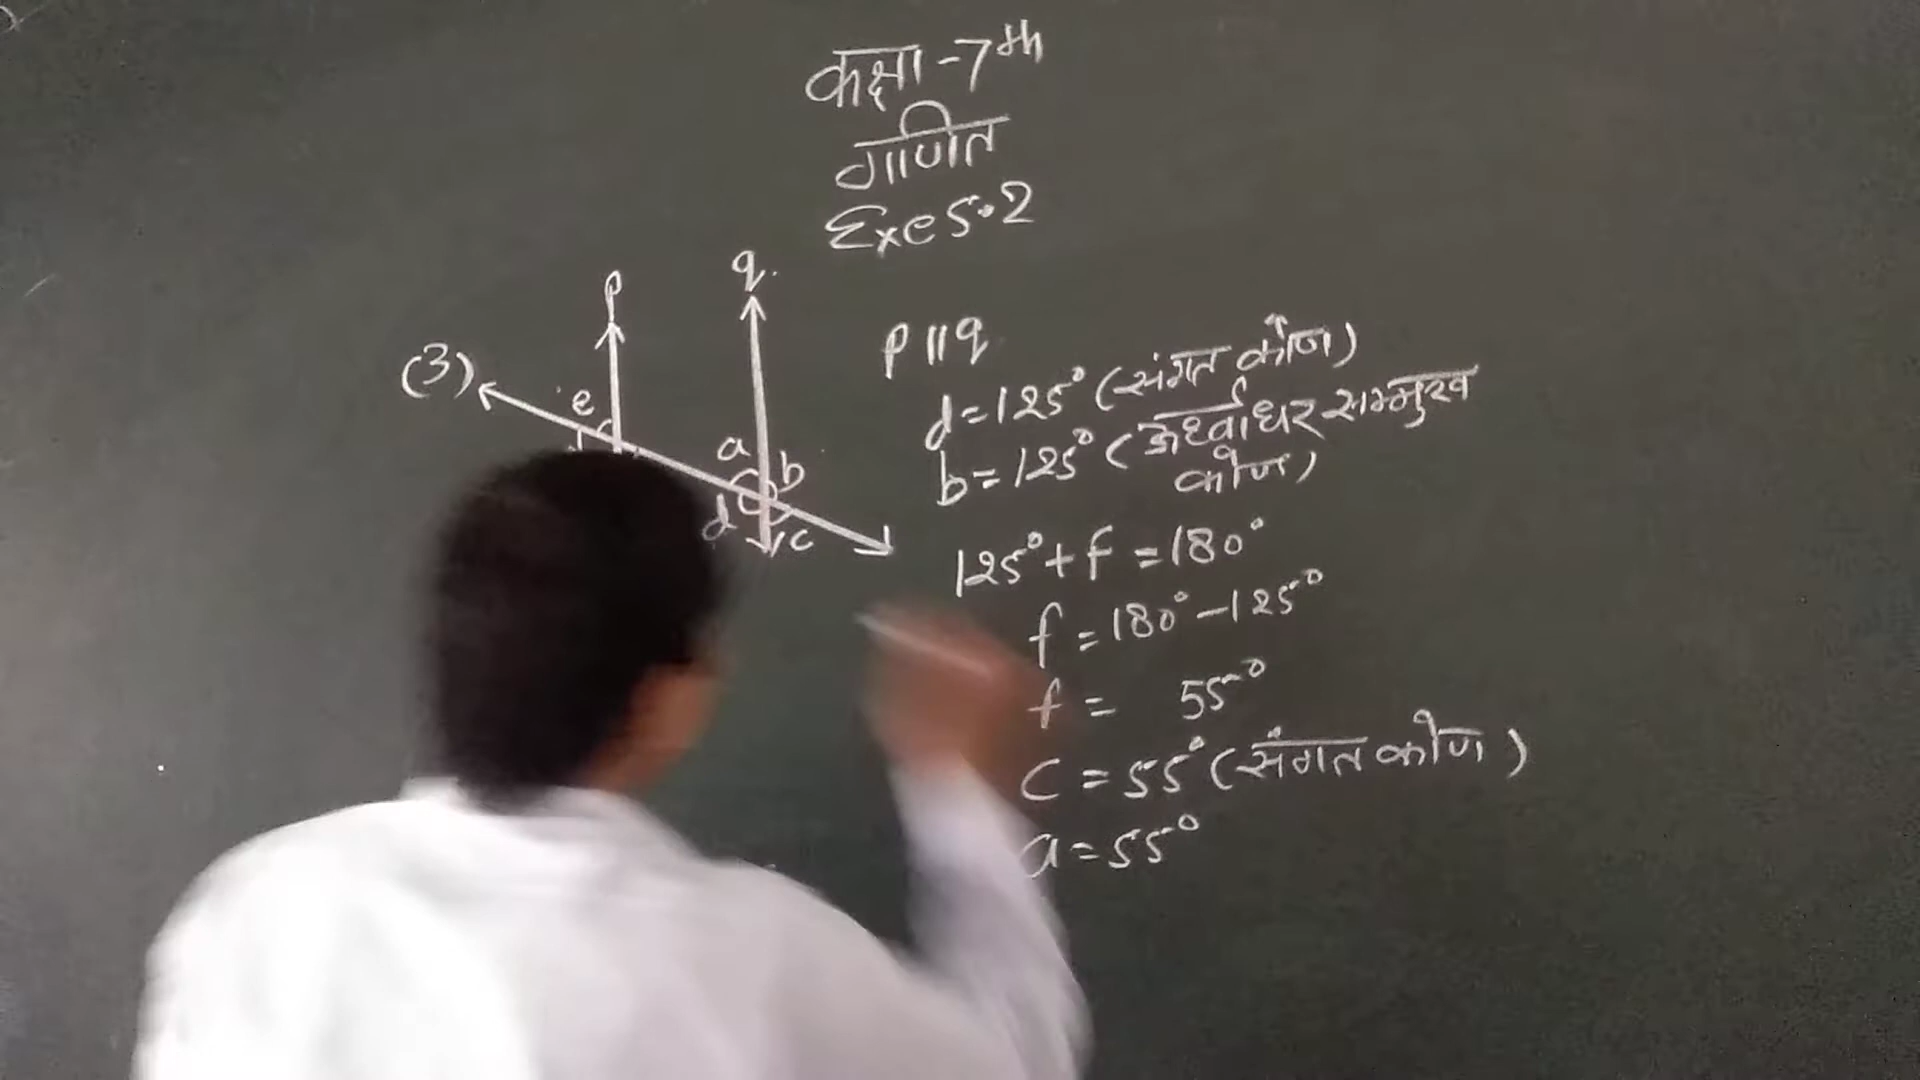 कक्षा-7th
गणित
Exe 5.2
(3)
p
q
e
a
b
d
c
P || q
d = 125° (संगत कोण)
b = 125° (ऊर्ध्वाधर सम्मुख
कोण)
125° + f = 180°
f = 180° - 125°
f = 55°
c = 55° (संगत कोण)
a = 55°